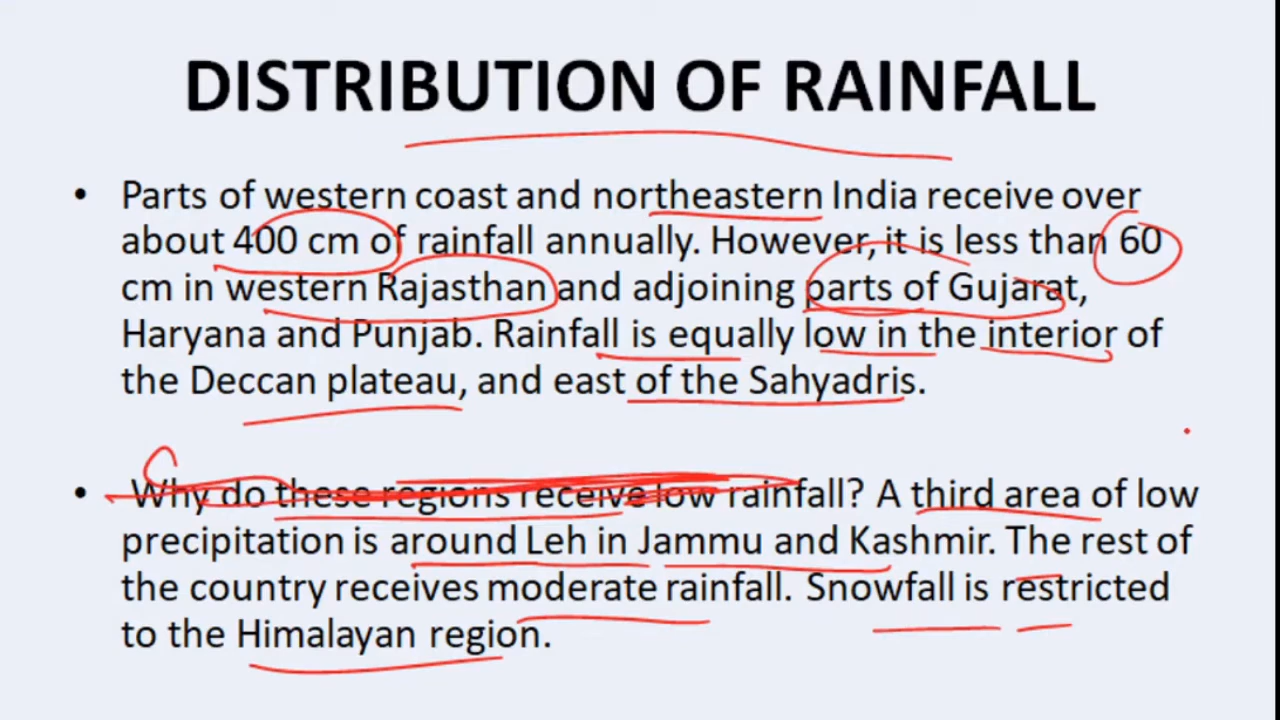 DISTRIBUTION OF RAINFALL
• Parts of western coast and northeastern India receive over
about 400 cm of rainfall annually. However, it is less than 60
cm in western Rajasthan and adjoining parts of Gujarat,
Haryana and Punjab. Rainfall is equally low in the interior of
the Deccan plateau, and east of the Sahyadris.
• Why do these regions receive low rainfall? A third area of low
precipitation is around Leh in Jammu and Kashmir. The rest of
the country receives moderate rainfall. Snowfall is restricted
to the Himalayan region.